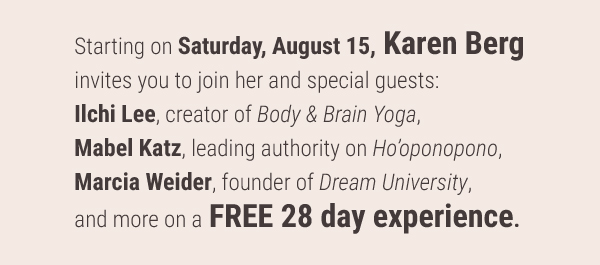 Starting on Saturday, August 15, Karen Berg
invites you to join her and special guests:
Ilchi Lee, creator of Body & Brain Yoga,
Mabel Katz, leading authority on Ho’oponopono,
Marcia Weider, founder of Dream University,
and more on a FREE 28 day experience.